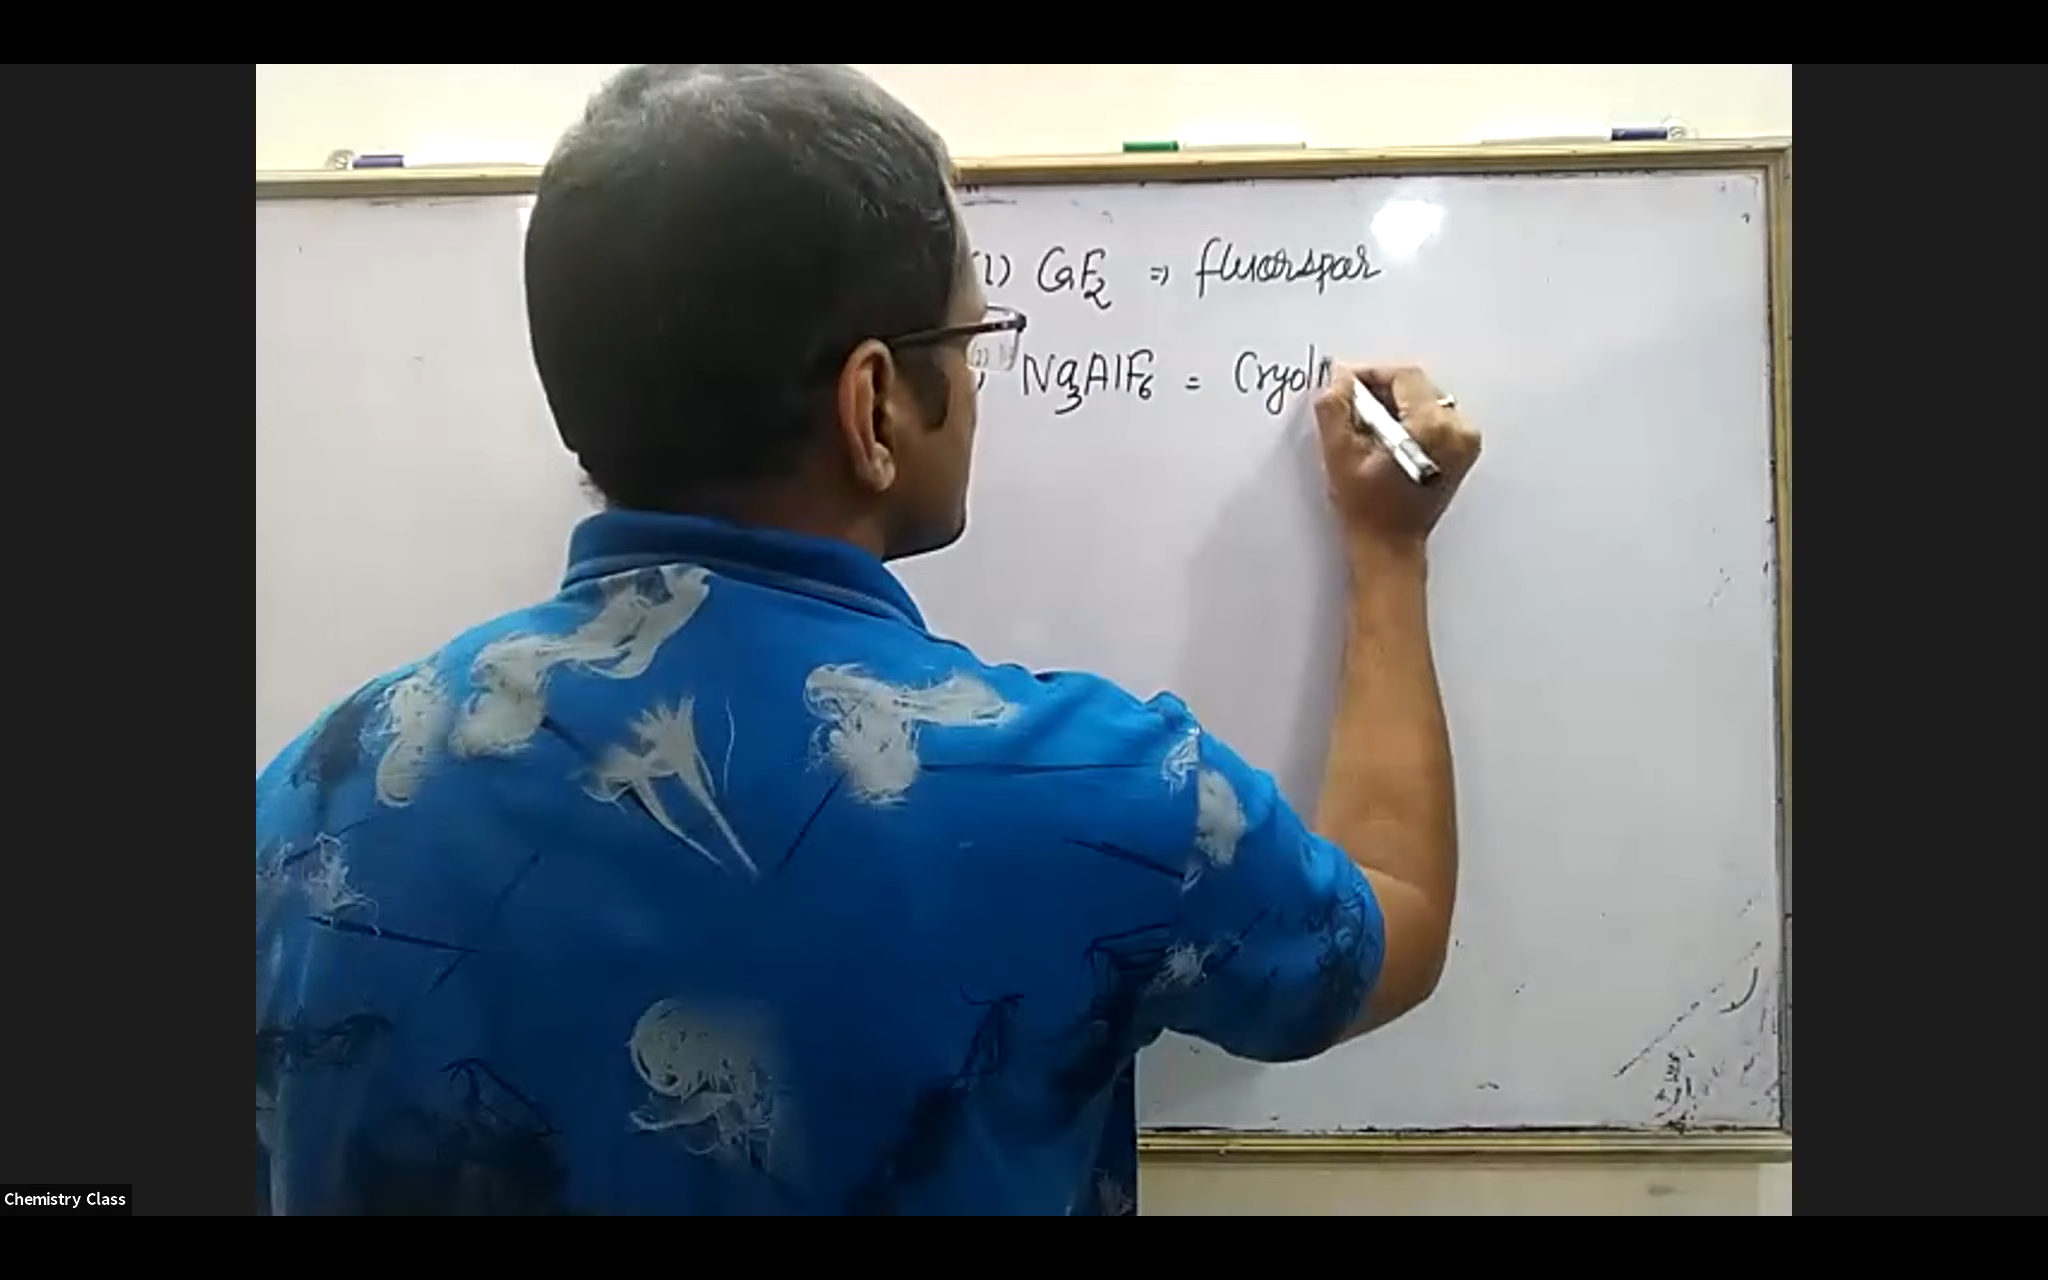 (1) CaF2 => fluorspar
Na3AlF6 = Cryol
Chemistry Class